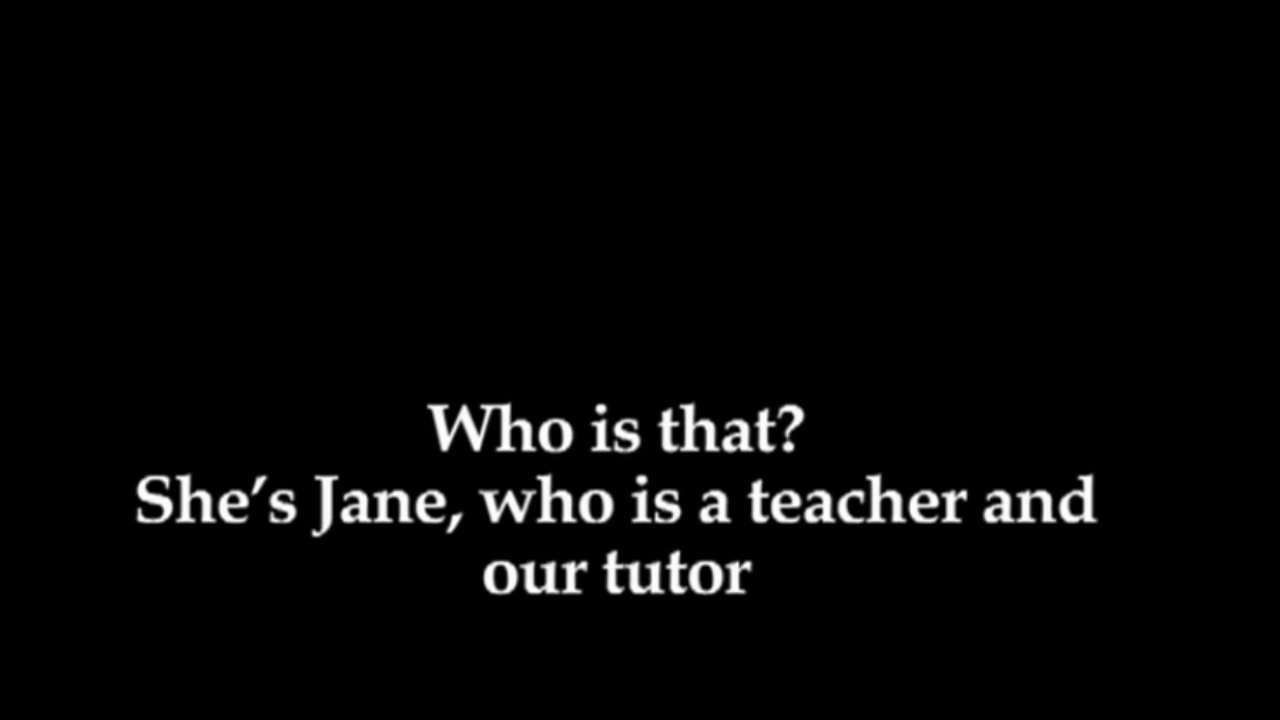 Who is that?
She’s Jane, who is a teacher and
our tutor